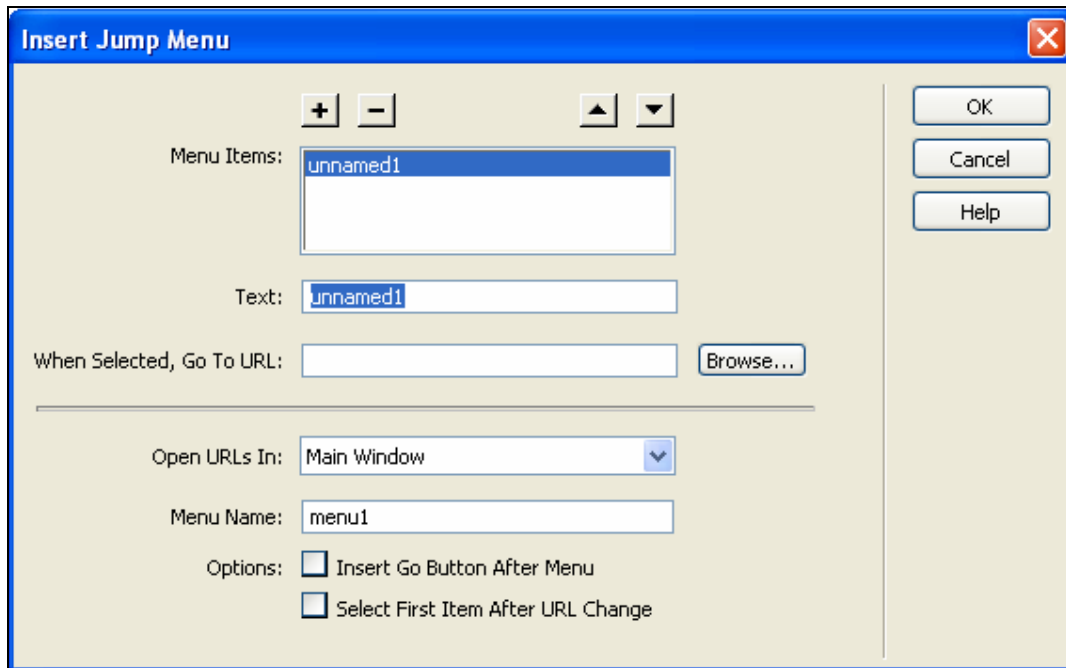 Insert Jump Menu
OK
Menu Items:
unnamed1
Cancel
Help
Text:
unnamed1
When Selected, Go To URL:
Browse...
Open URLs In:
Main Window
Menu Name:
menu1
Options:
Insert Go Button After Menu
Select First Item After URL Change